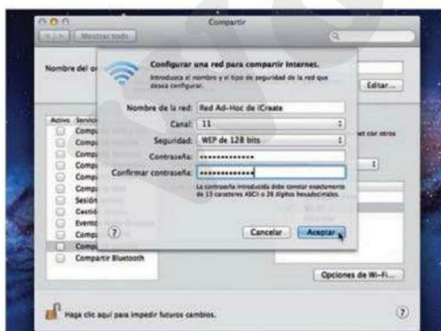 Compartir
Mostrar todo
Configurar una red para compartir Internet.
Introduzca el nombre y el tipo de seguridad de la red que
desea configurar.
Nombre del
Editar...
Nombre de la red: Red Ad-Hoc de iCreate
Canal: 11
Seguridad: WEP de 128 bits
Contraseña:
Confirmar contraseña:
La contraseña introducida debe constar exactamente
de 13 caracteres ASCII o 26 dígitos hexadecimales.
Cancelar
Aceptar
Activo
Servicio
Sesión
Compartir Bluetooth
Opciones de Wi-Fi...
Haga clic aquí para impedir futuros cambios.